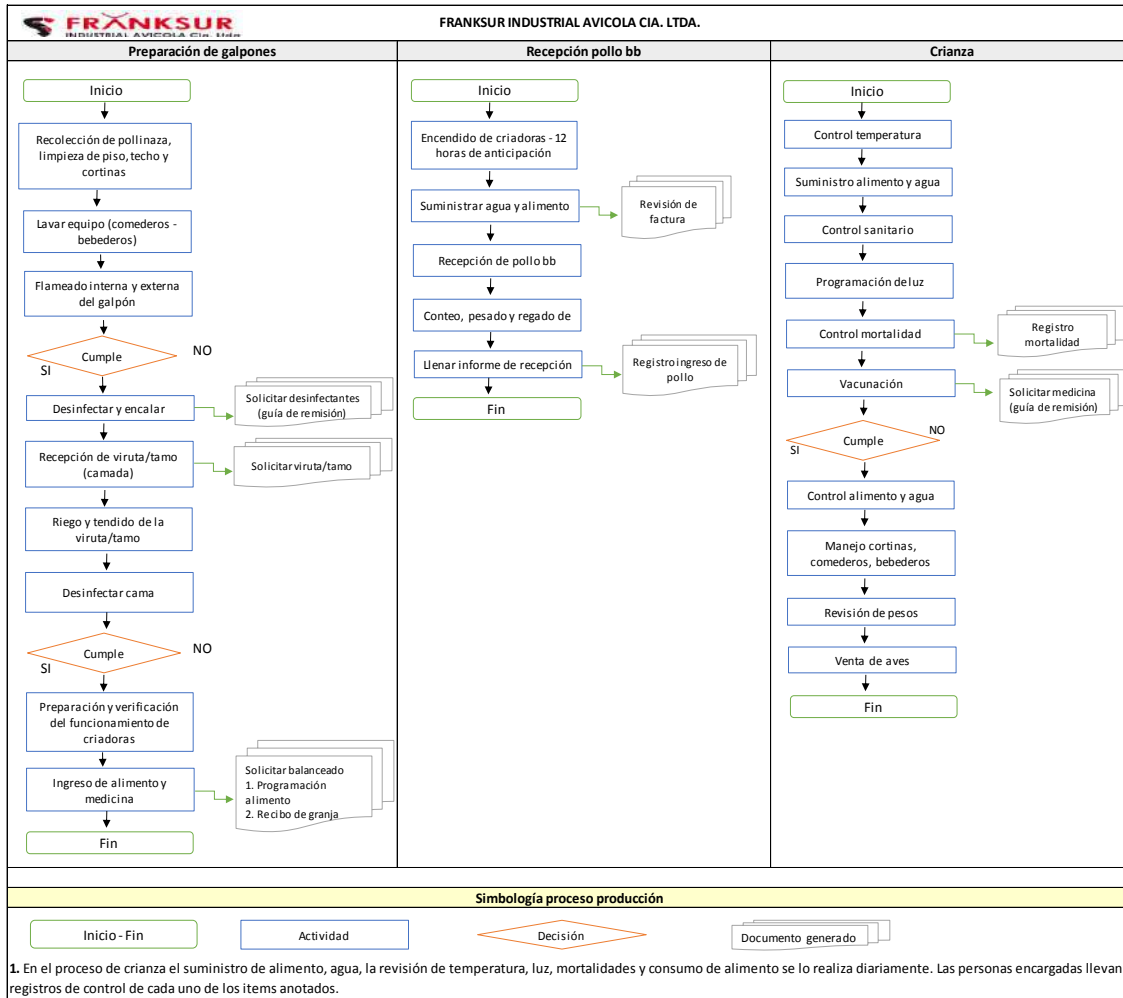 FRANKSUR
INDUSTRIAL AVICOLA Cia. Ltda
FRANKSUR INDUSTRIAL AVICOLA CIA. LTDA.
Preparación de galpones
Inicio
Recolección de pollinaza,
limpieza de piso, techo y
cortinas
Lavar equipo (comederos -
bebederos)
Flameado interna y externa
del galpón
Cumple
NO
SI
Desinfectar y encalar
Solicitar desinfectantes
(guía de remisión)
Recepción de viruta/tamo
(camada)
Solicitar viruta/tamo
Riego y tendido de la
viruta/tamo
Desinfectar cama
Cumple
NO
SI
Preparación y verificación
del funcionamiento de
criadoras
Ingreso de alimento y
medicina
Solicitar balanceado
1. Programación
alimento
2. Recibo de granja
Fin
Recepción pollo bb
Inicio
Encendido de criadoras - 12
horas de anticipación
Suministrar agua y alimento
Revisión de
factura
Recepción de pollo bb
Conteo, pesado y regado de
Llenar informe de recepción
Registro ingreso de
pollo
Fin
Crianza
Inicio
Control temperatura
Suministro alimento y agua
Control sanitario
Programación de luz
Control mortalidad
Registro
mortalidad
Vacunación
Solicitar medicina
(guía de remisión)
Cumple
NO
SI
Control alimento y agua
Manejo cortinas,
comederos, bebederos
Revisión de pesos
Venta de aves
Fin
Simbología proceso producción
Inicio - Fin
Actividad
Decisión
Documento generado
1. En el proceso de crianza el suministro de alimento, agua, la revisión de temperatura, luz, mortalidades y consumo de alimento se lo realiza diariamente. Las personas encargadas llevan
registros de control de cada uno de los items anotados.